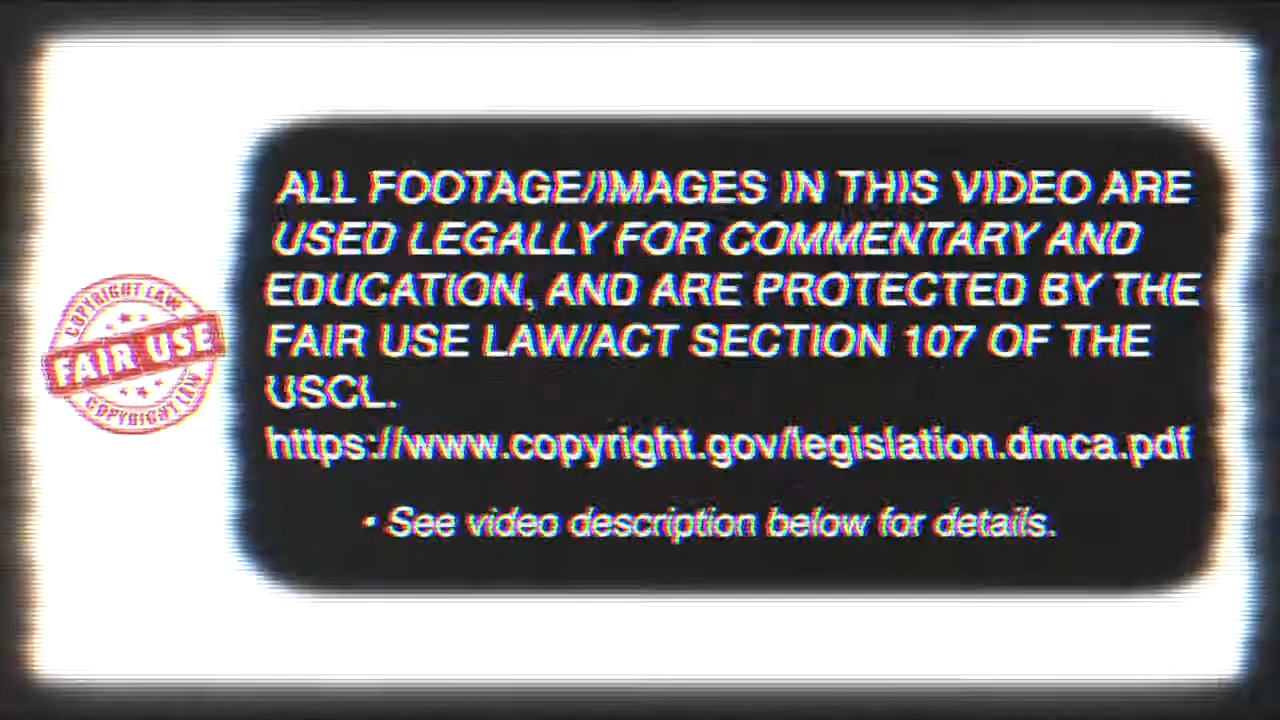 ALL FOOTAGE/IMAGES IN THIS VIDEO ARE
USED LEGALLY FOR COMMENTARY AND
EDUCATION, AND ARE PROTECTED BY THE
FAIR USE LAW/ACT SECTION 107 OF THE
USCL.
https://www.copyright.gov/legislation.dmca.pdf
• See video description below for details.
COPYRIGHT LAW
FAIR USE